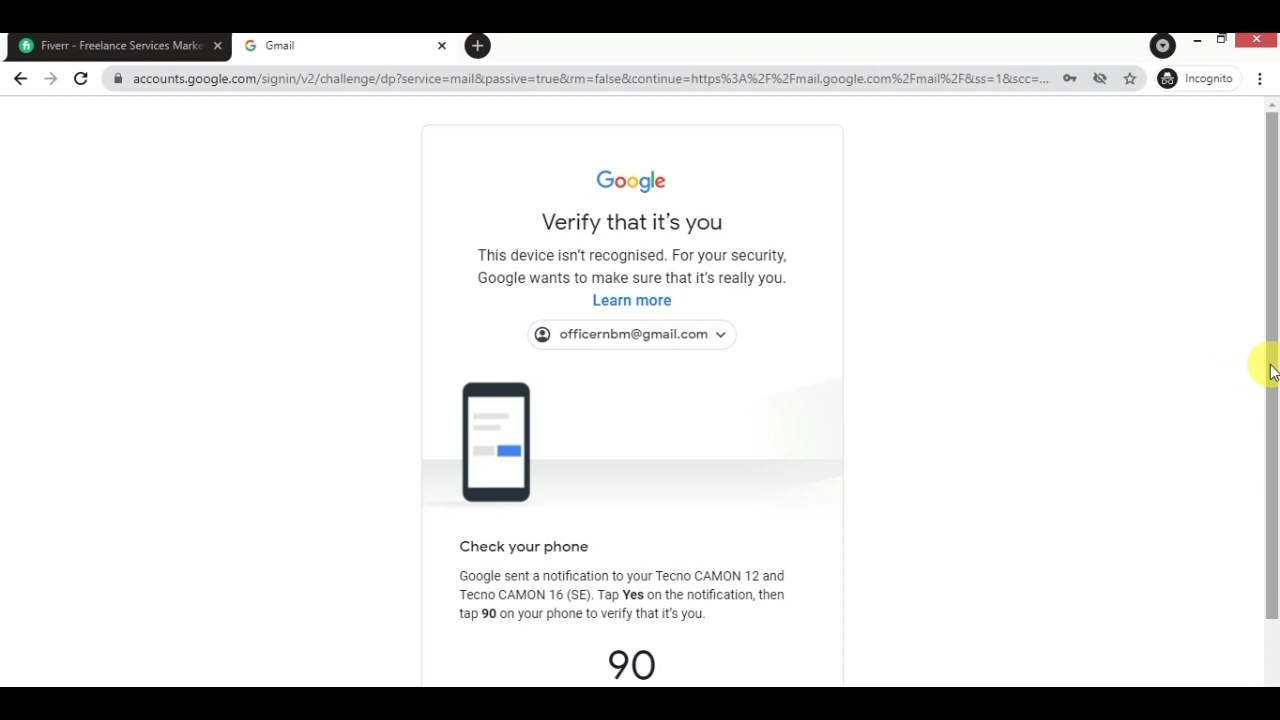 Fiverr - Freelance Services Marke
Gmail
accounts.google.com/signin/v2/challenge/dp?service=mail&passive=true&rm=false&continue=https%3A%2F%2Fmail.google.com%2Fmail%2F&ss=1&scc=...
Incognito
Google
Verify that it's you
This device isn't recognised. For your security,
Google wants to make sure that it's really you.
Learn more
officernbm@gmail.com
Check your phone
Google sent a notification to your Tecno CAMON 12 and
Tecno CAMON 16 (SE). Tap Yes on the notification, then
tap 90 on your phone to verify that it's you.
90